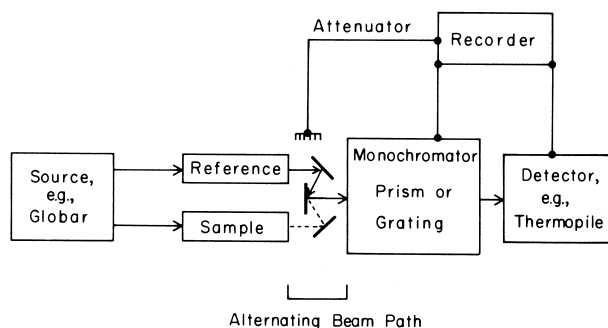 Attenuator
Recorder
Source,
e.g.,
Globar
Reference
Sample
Monochromator
Prism or
Grating
Detector,
e.g.,
Thermopile
Alternating Beam Path